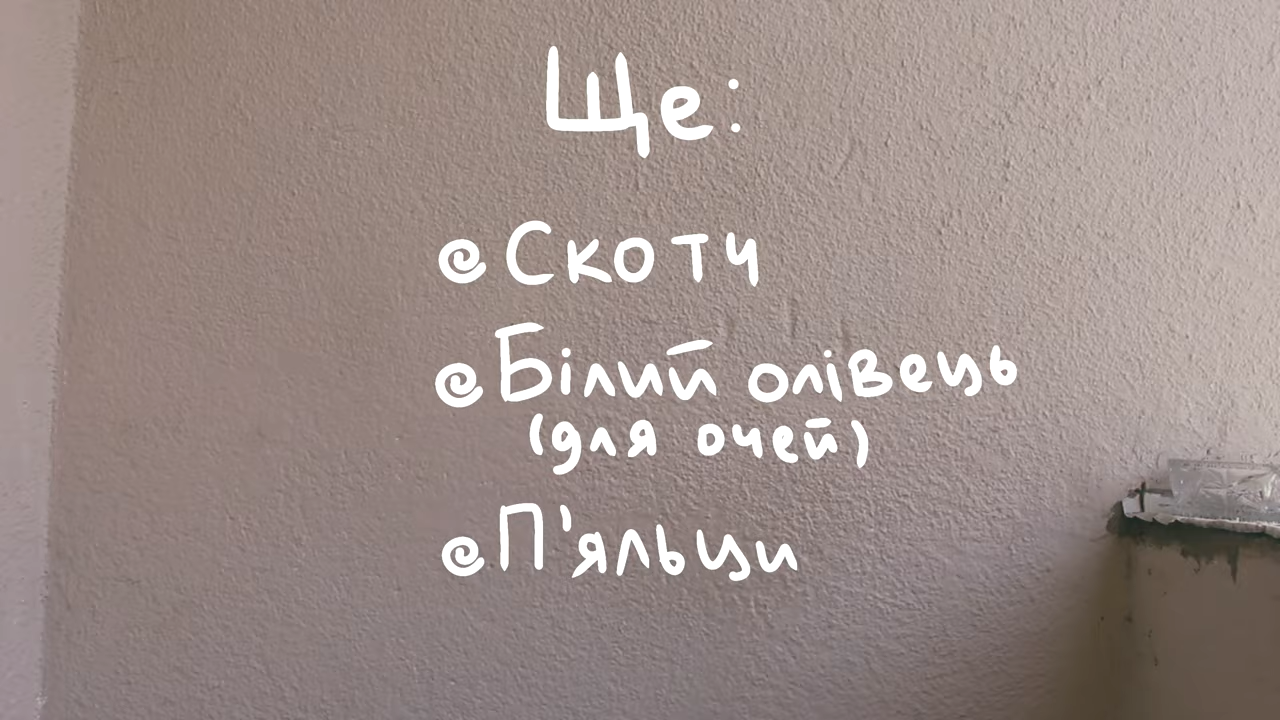 Ще:
Скотч
Білий олівець
(для очей)
П'яльци